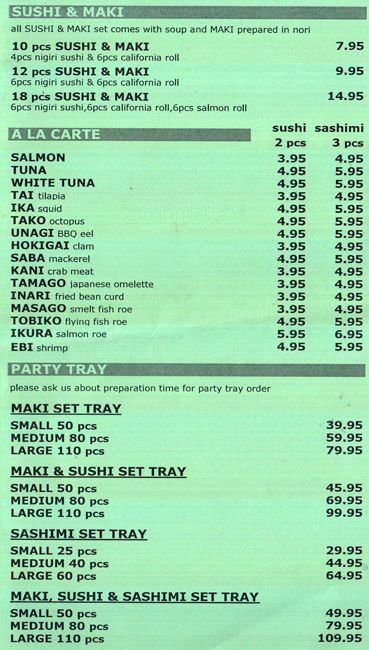 SUSHI & MAKI
all SUSHI & MAKI set comes with soup and MAKI prepared in nori
10 pcs SUSHI & MAKI 7.95
4pcs nigiri sushi & 6pcs california roll
12 pcs SUSHI & MAKI 9.95
6pcs nigiri sushi & 6pcs california roll
18 pcs SUSHI & MAKI 14.95
6pcs nigiri sushi,6pcs california roll,6pcs salmon roll
A LA CARTE sushi sashimi
2 pcs 3 pcs
SALMON 3.95 4.95
TUNA 4.95 5.95
WHITE TUNA 4.95 5.95
TAI tilapia 3.95 4.95
IKA squid 4.95 5.95
TAKO octopus 4.95 5.95
UNAGI BBQ eel 4.95 5.95
HOKIGAI clam 3.95 4.95
SABA mackerel 4.95 5.95
KANI crab meat 3.95 4.95
TAMAGO japanese omelette 3.95 4.95
INARI fried bean curd 3.95 4.95
MASAGO smelt fish roe 3.95 4.95
TOBIKO flying fish roe 4.95 5.95
IKURA salmon roe 5.95 6.95
EBI shrimp 4.95 5.95
PARTY TRAY
please ask us about preparation time for party tray order
MAKI SET TRAY
SMALL 50 pcs 39.95
MEDIUM 80 pcs 59.95
LARGE 110 pcs 79.95
MAKI & SUSHI SET TRAY
SMALL 50 pcs 45.95
MEDIUM 80 pcs 69.95
LARGE 110 pcs 99.95
SASHIMI SET TRAY
SMALL 25 pcs 29.95
MEDIUM 40 pcs 44.95
LARGE 60 pcs 64.95
MAKI, SUSHI & SASHIMI SET TRAY
SMALL 50 pcs 49.95
MEDIUM 80 pcs 79.95
LARGE 110 pcs 109.95